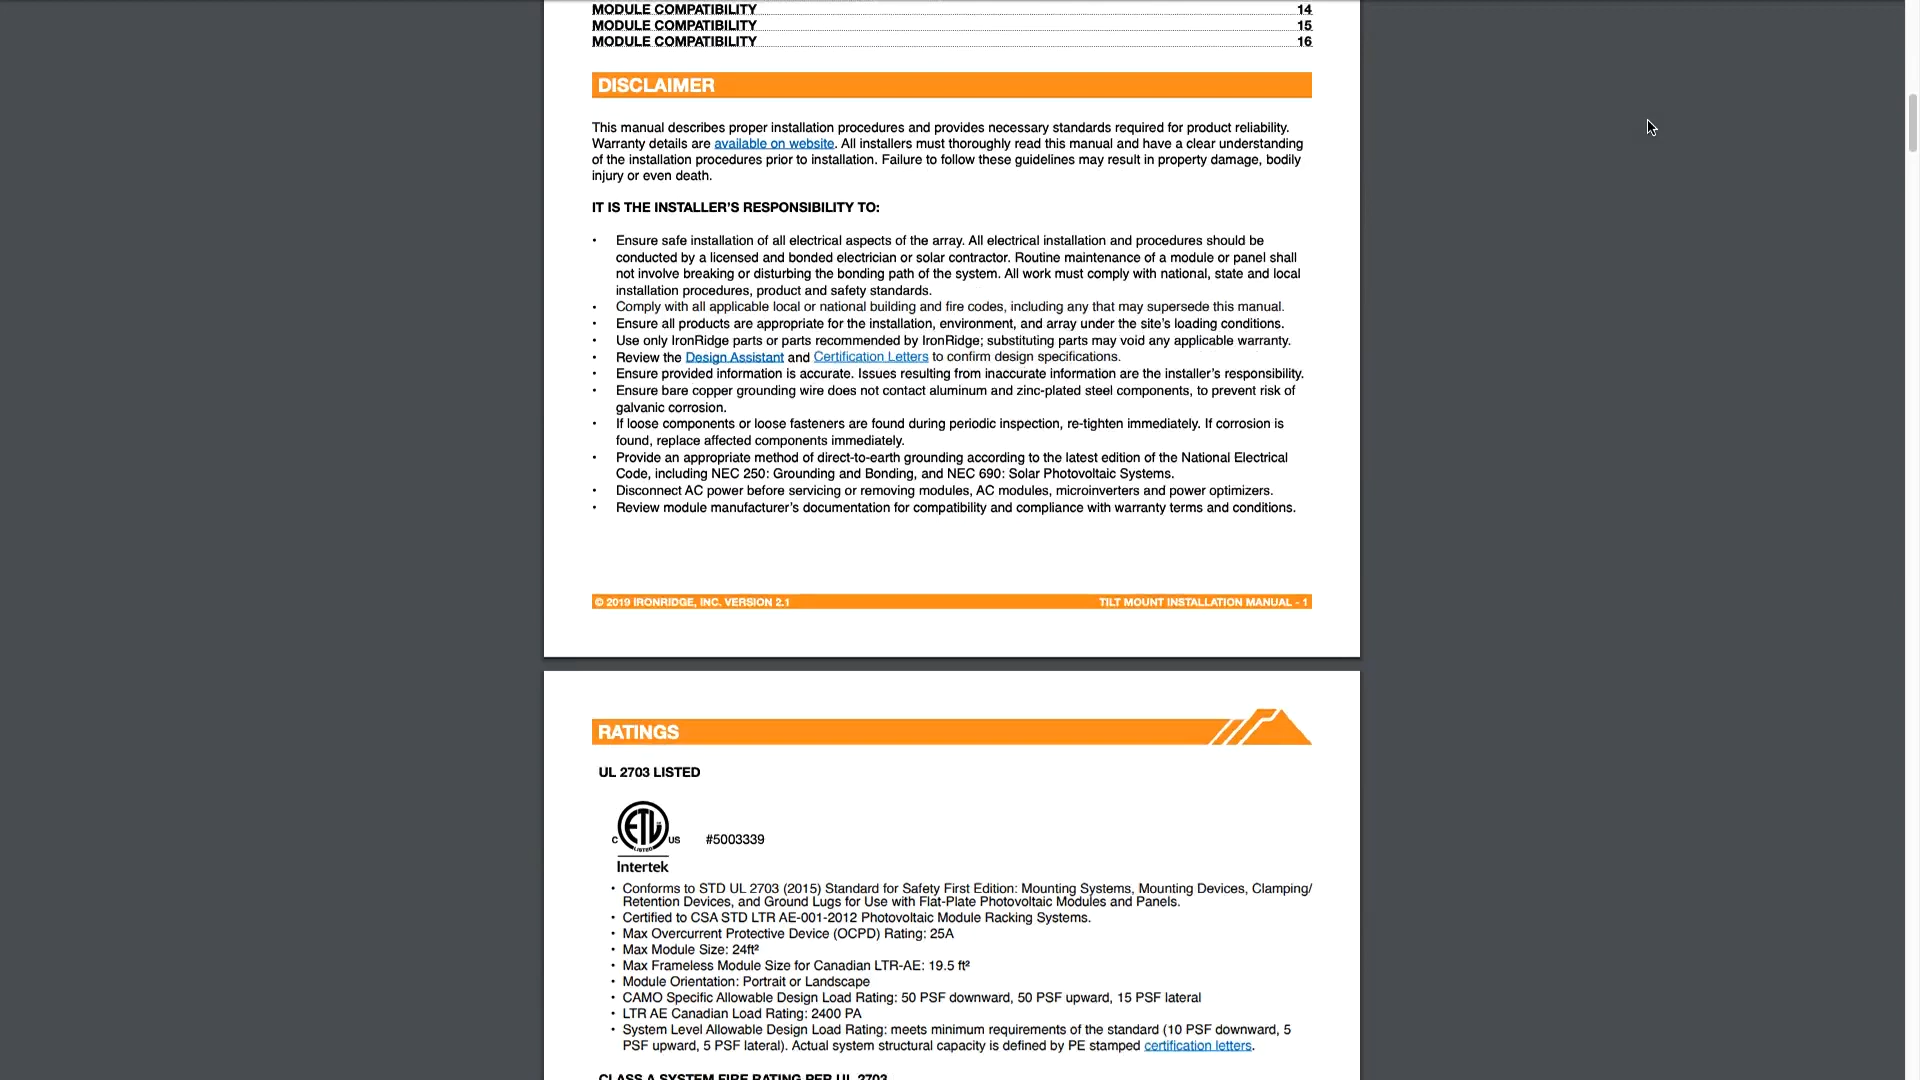 MODULE COMPATIBILITY 14
MODULE COMPATIBILITY 15
MODULE COMPATIBILITY 16
DISCLAIMER
This manual describes proper installation procedures and provides necessary standards required for product reliability.
Warranty details are available on website. All installers must thoroughly read this manual and have a clear understanding
of the installation procedures prior to installation. Failure to follow these guidelines may result in property damage, bodily
injury or even death.
IT IS THE INSTALLER'S RESPONSIBILITY TO:
• Ensure safe installation of all electrical aspects of the array. All electrical installation and procedures should be
conducted by a licensed and bonded electrician or solar contractor. Routine maintenance of a module or panel shall
not involve breaking or disturbing the bonding path of the system. All work must comply with national, state and local
installation procedures, product and safety standards.
• Comply with all applicable local or national building and fire codes, including any that may supersede this manual.
• Ensure all products are appropriate for the installation, environment, and array under the site's loading conditions.
• Use only IronRidge parts or parts recommended by IronRidge; substituting parts may void any applicable warranty.
• Review the Design Assistant and Certification Letters to confirm design specifications.
• Ensure provided information is accurate. Issues resulting from inaccurate information are the installer's responsibility.
• Ensure bare copper grounding wire does not contact aluminum and zinc-plated steel components, to prevent risk of
galvanic corrosion.
• If loose components or loose fasteners are found during periodic inspection, re-tighten immediately. If corrosion is
found, replace affected components immediately.
• Provide an appropriate method of direct-to-earth grounding according to the latest edition of the National Electrical
Code, including NEC 250: Grounding and Bonding, and NEC 690: Solar Photovoltaic Systems.
• Disconnect AC power before servicing or removing modules, AC modules, microinverters and power optimizers.
• Review module manufacturer's documentation for compatibility and compliance with warranty terms and conditions.
© 2019 IRONRIDGE, INC. VERSION 2.1 TILT MOUNT INSTALLATION MANUAL - 1
RATINGS
UL 2703 LISTED
C ETL LISTED US #5003339
Intertek
• Conforms to STD UL 2703 (2015) Standard for Safety First Edition: Mounting Systems, Mounting Devices, Clamping/
Retention Devices, and Ground Lugs for Use with Flat-Plate Photovoltaic Modules and Panels.
• Certified to CSA STD LTR AE-001-2012 Photovoltaic Module Racking Systems.
• Max Overcurrent Protective Device (OCPD) Rating: 25A
• Max Module Size: 24ft²
• Max Frameless Module Size for Canadian LTR-AE: 19.5 ft²
• Module Orientation: Portrait or Landscape
• CAMO Specific Allowable Design Load Rating: 50 PSF downward, 50 PSF upward, 15 PSF lateral
• LTR AE Canadian Load Rating: 2400 PA
• System Level Allowable Design Load Rating: meets minimum requirements of the standard (10 PSF downward, 5
PSF upward, 5 PSF lateral). Actual system structural capacity is defined by PE stamped certification letters.
CLASS A SYSTEM FIRE RATING PER UL 2703